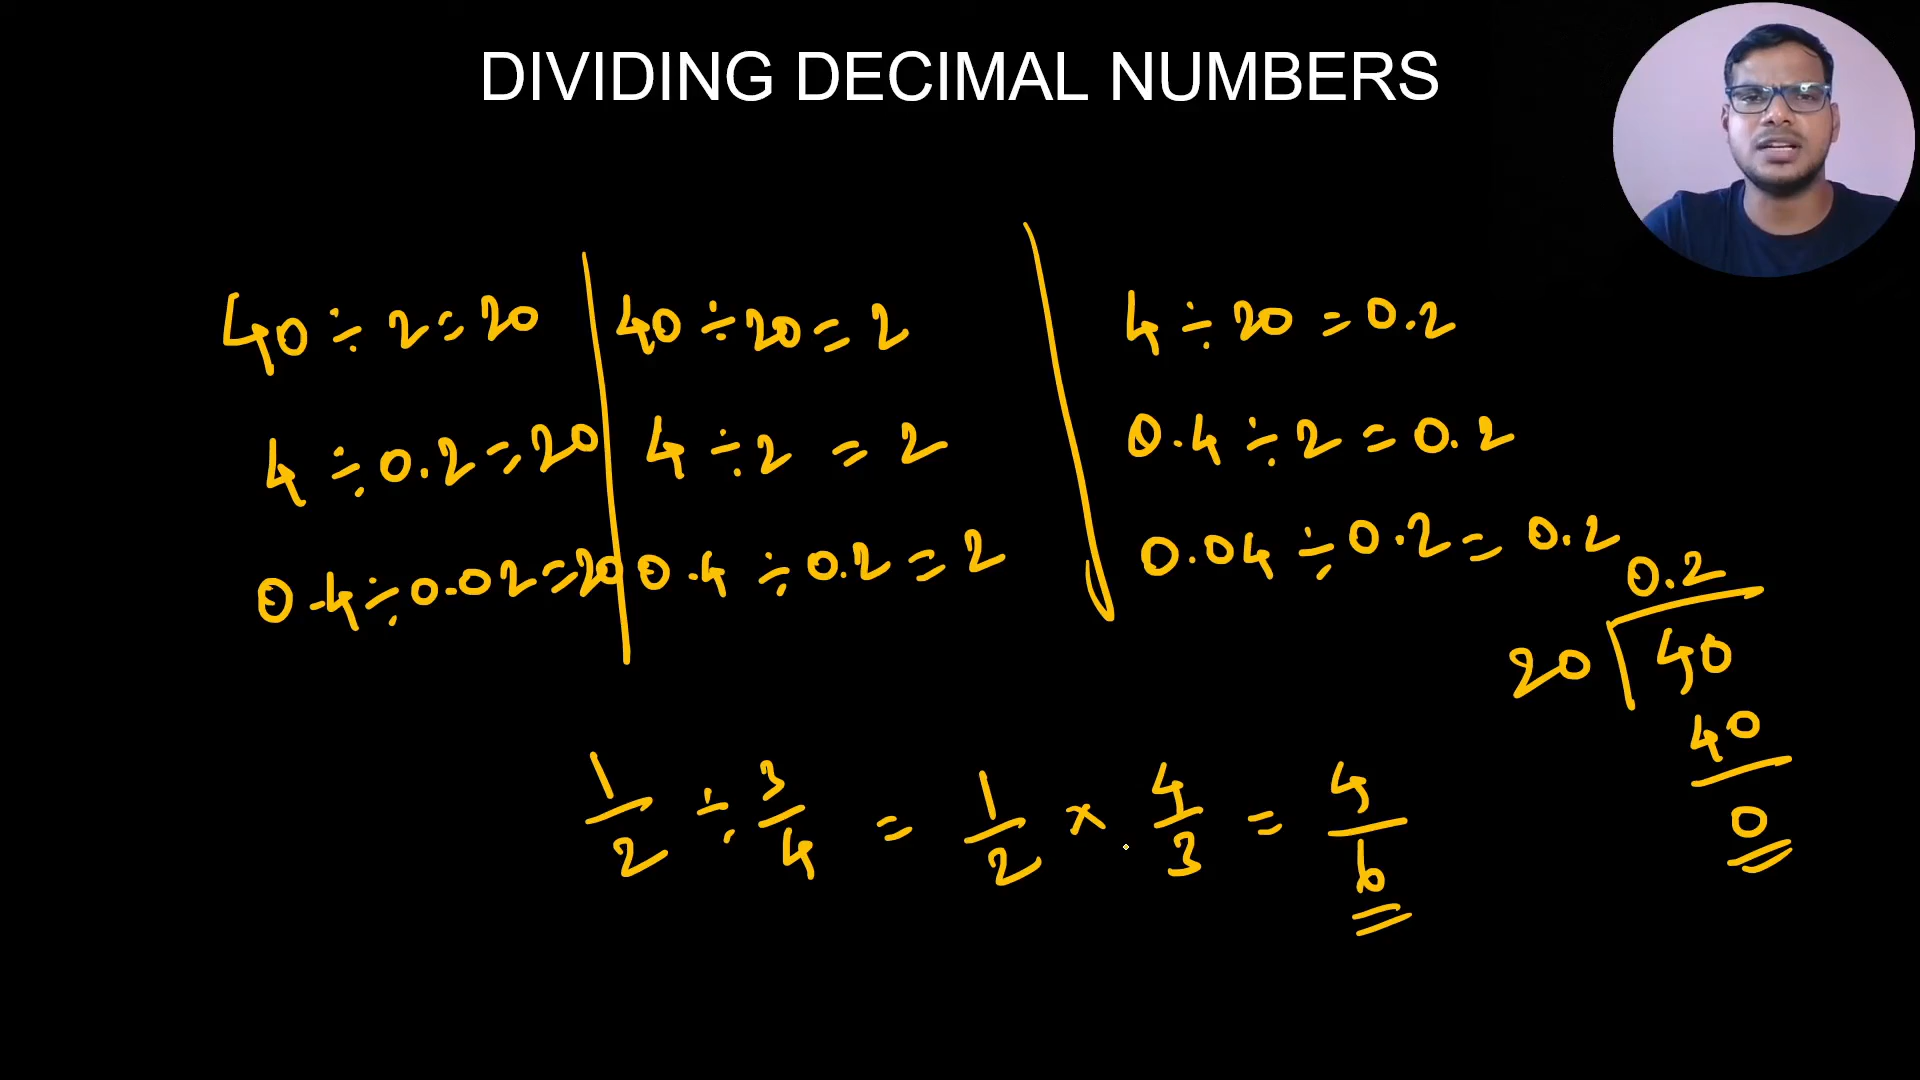 DIVIDING DECIMAL NUMBERS
40 ÷ 2 = 20
4 ÷ 0.2 = 20
0.4 ÷ 0.02 = 20
40 ÷ 20 = 2
4 ÷ 2 = 2
0.4 ÷ 0.2 = 2
4 ÷ 20 = 0.2
0.4 ÷ 2 = 0.2
0.04 ÷ 0.2 = 0.2
0.2
20 40
40
0
1/2 ÷ 3/4 = 1/2 × 4/3 = 4/6